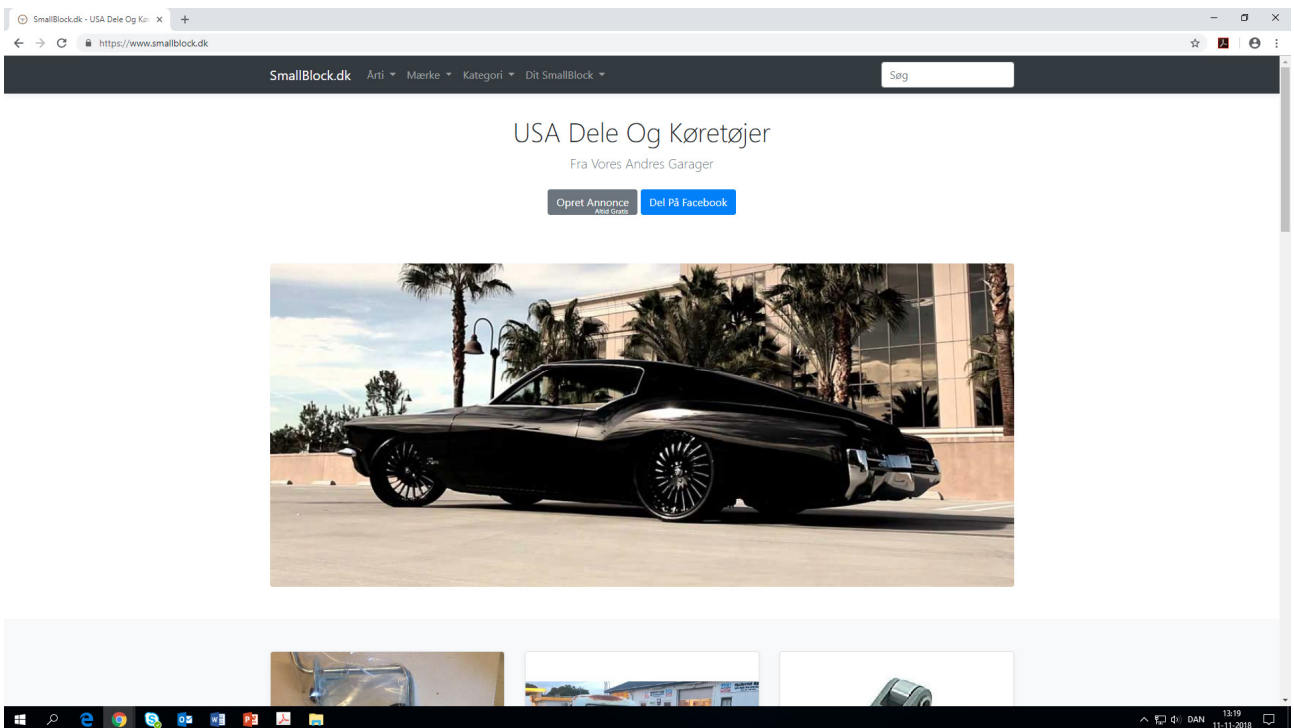 SmallBlock.dk - USA Dele Og Kø
https://www.smallblock.dk
SmallBlock.dk Årti Mærke Kategori Dit SmallBlock Søg
USA Dele Og Køretøjer
Fra Vores Andres Garager
Opret Annonce Del På Facebook
Altid Gratis
13:19
DAN
11-11-2018